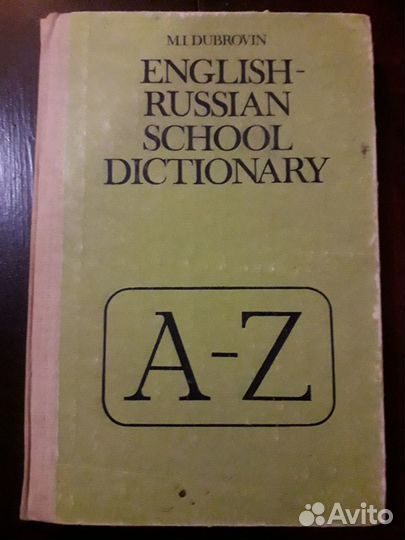 M.I. DUBROVIN
ENGLISH-
RUSSIAN
SCHOOL
DICTIONARY
A-Z
Avito